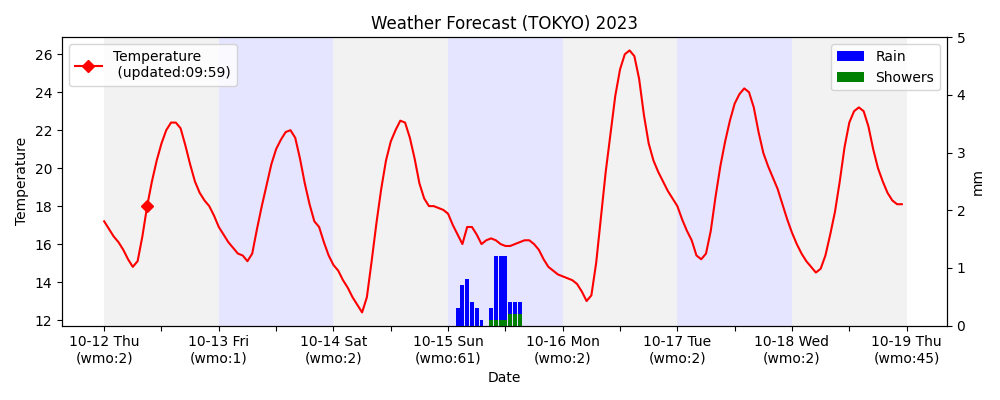 Weather Forecast (TOKYO) 2023
Temperature
(updated:09:59)
Rain
Showers
26
24
22
20
18
16
14
12
Temperature
5
4
3
2
1
0
mm
10-12 Thu
(wmo:2)
10-13 Fri
(wmo:1)
10-14 Sat
(wmo:2)
10-15 Sun
(wmo:61)
10-16 Mon
(wmo:2)
10-17 Tue
(wmo:2)
10-18 Wed
(wmo:2)
10-19 Thu
(wmo:45)
Date